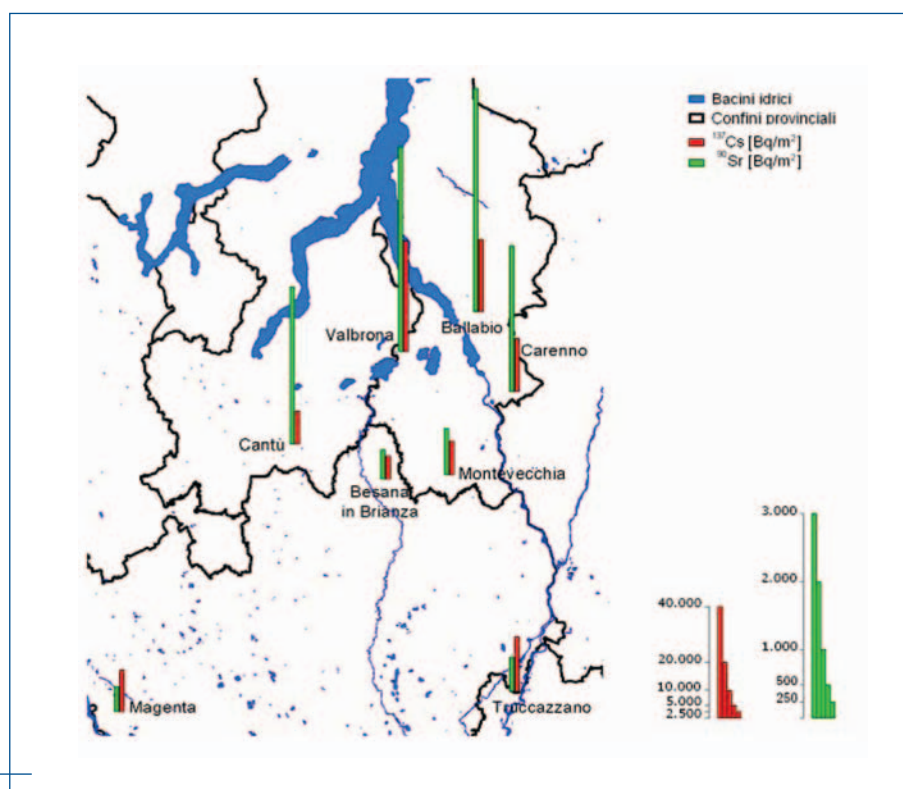 Bacini idrici
Confini provinciali
¹³⁷Cs [Bq/m²]
⁹⁰Sr [Bq/m²]
Valbrona
Ballabio
Carenno
Cantù
Montevecchia
Besana
in Brianza
Magenta
Truccazzano
40.000
20.000
10.000
5.000
2.500
3.000
2.000
1.000
500
250